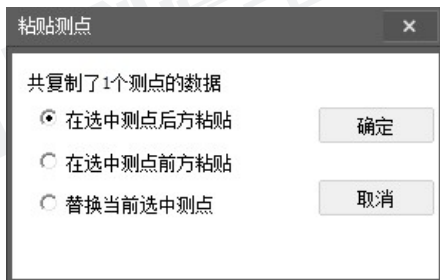 粘贴测点
×
共复制了1个测点的数据
在选中测点后方粘贴
确定
在选中测点前方粘贴
替换当前选中测点
取消